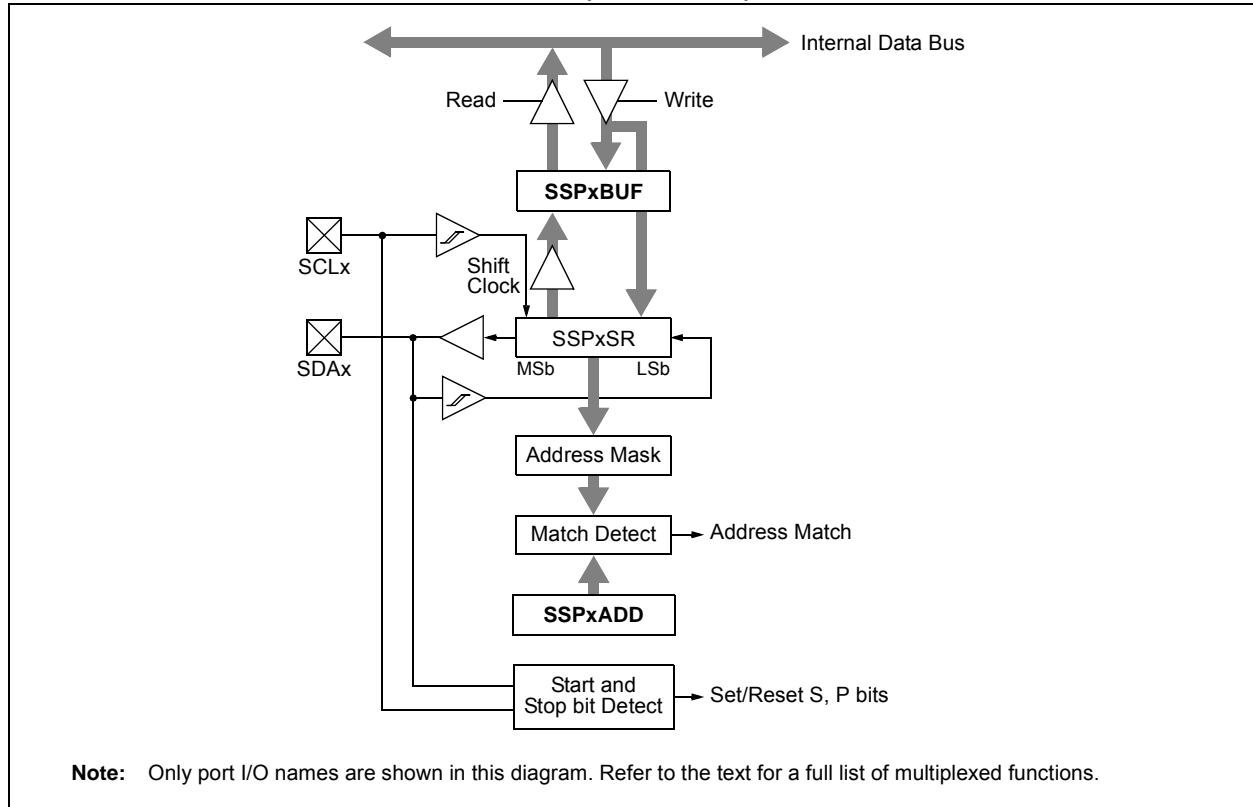 Internal Data Bus
Read
Write
SSPxBUF
SCLx
Shift
Clock
SSPxSR
SDAx
MSb
LSb
Address Mask
Match Detect
Address Match
SSPxADD
Start and
Stop bit Detect
Set/Reset S, P bits
Note: Only port I/O names are shown in this diagram. Refer to the text for a full list of multiplexed functions.